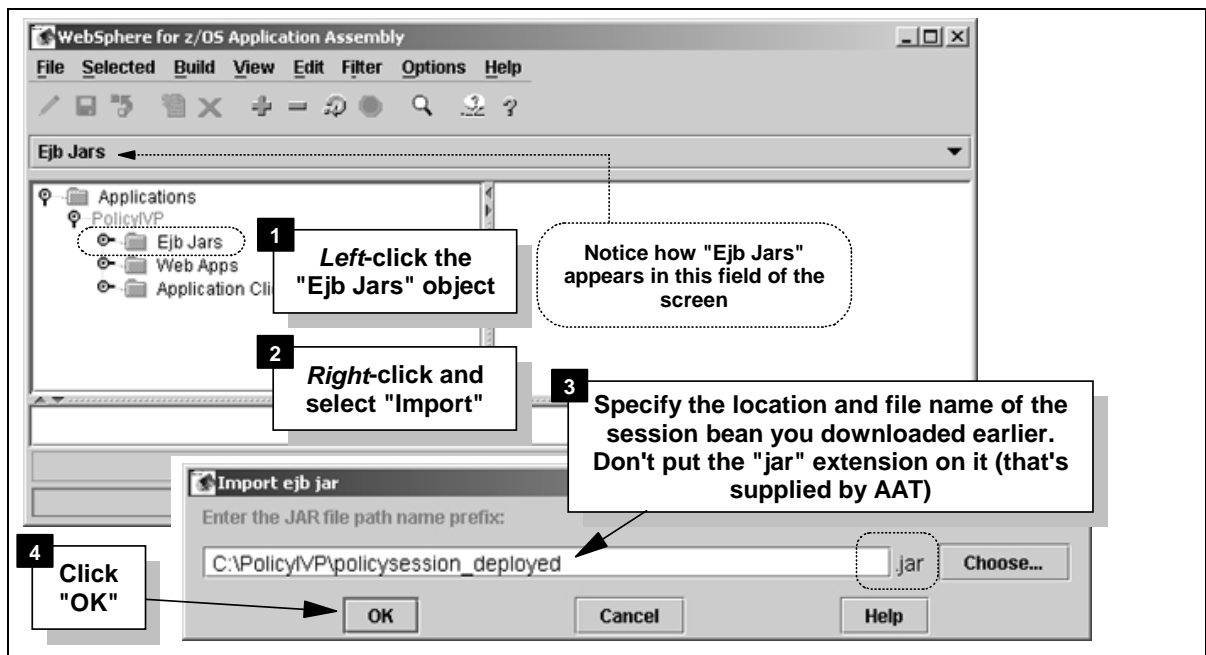 WebSphere for z/OS Application Assembly
File Selected Build View Edit Filter Options Help
Ejb Jars
Applications
PolicyIVP
Ejb Jars
Web Apps
Application Cli
1
Left-click the
"Ejb Jars" object
Notice how "Ejb Jars"
appears in this field of the
screen
2
Right-click and
select "Import"
3
Specify the location and file name of the
session bean you downloaded earlier.
Don't put the "jar" extension on it (that's
supplied by AAT)
Import ejb jar
Enter the JAR file path name prefix:
C:\PolicyIVP\policysession_deployed
.jar
Choose...
4
Click
"OK"
OK
Cancel
Help